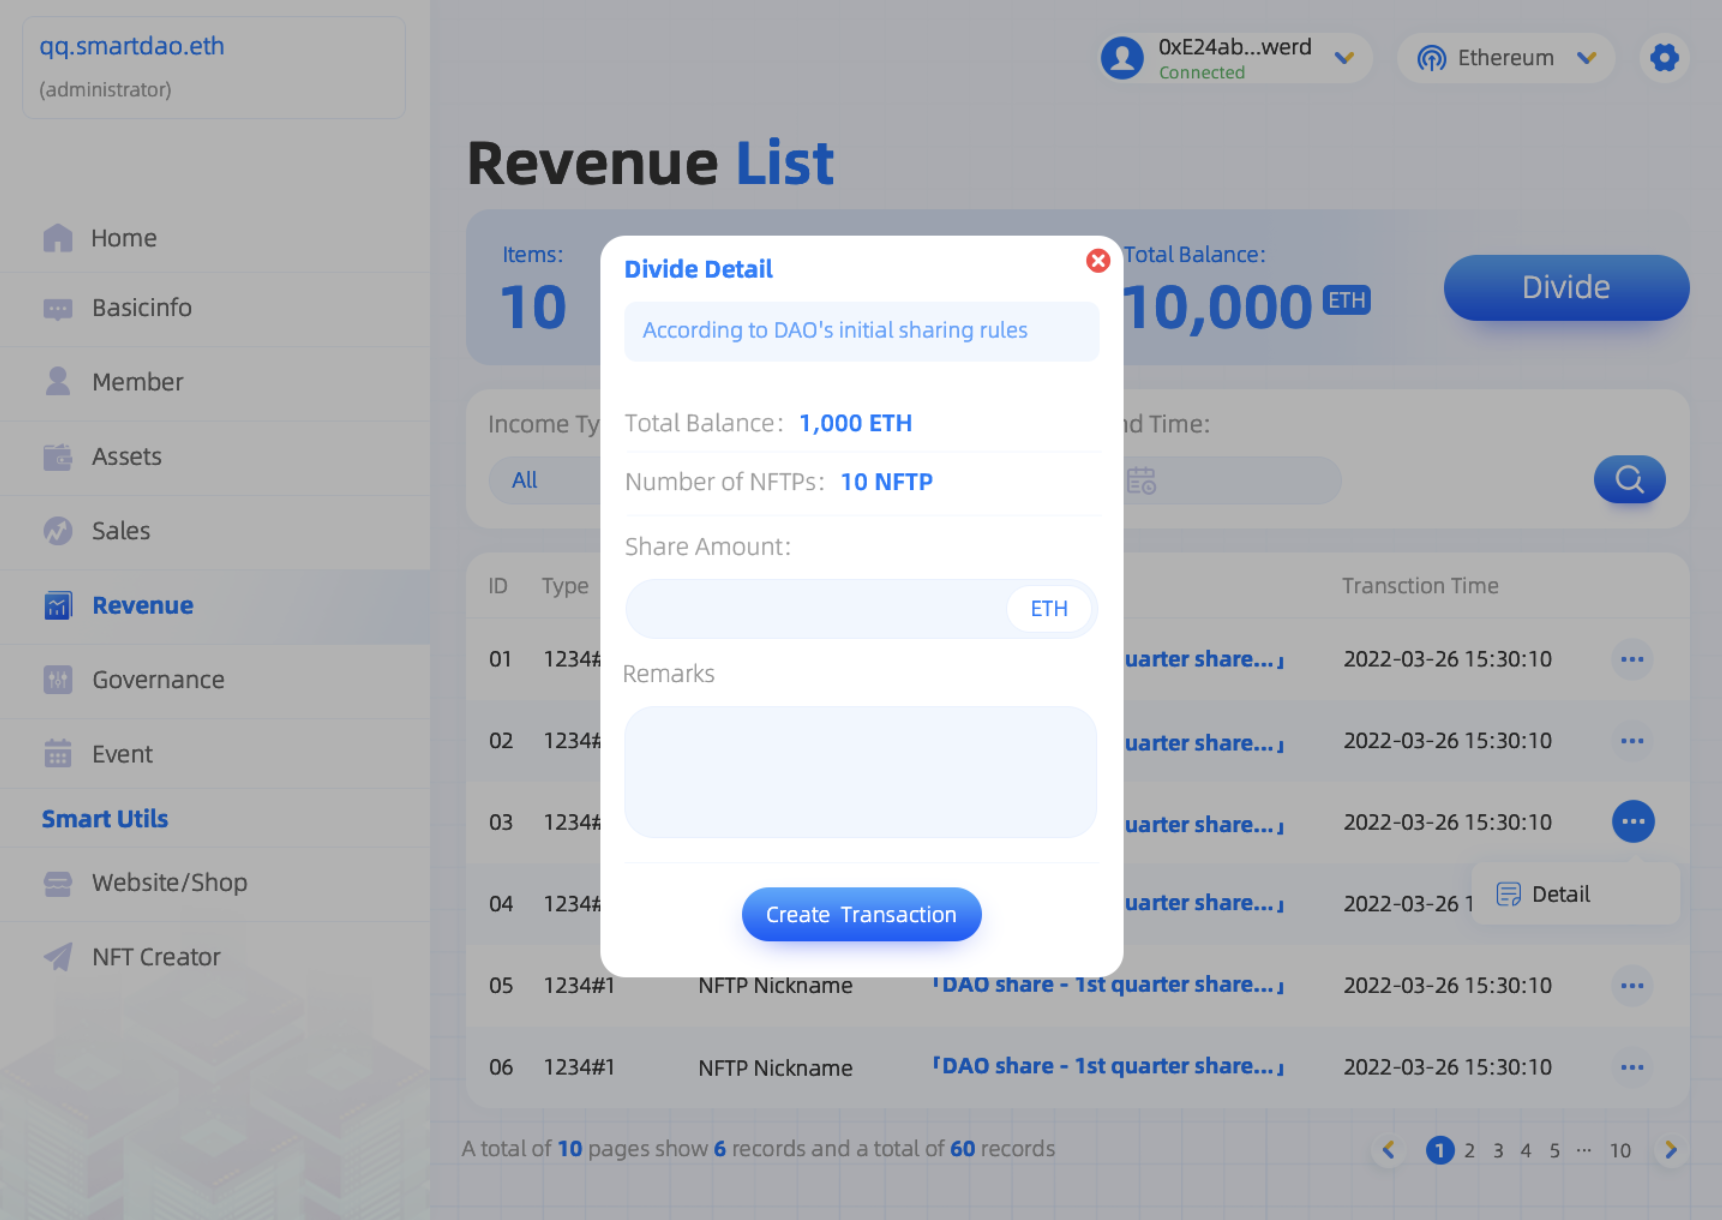 qq.smartdao.eth
(administrator)
0xE24ab...werd
Connected
Ethereum
Revenue List
Home
Basicinfo
Member
Assets
Sales
Revenue
Governance
Event
Smart Utils
Website/Shop
NFT Creator
Items:
10
Total Balance:
10,000 ETH
Divide
Income Ty
All
nd Time:
Divide Detail
According to DAO's initial sharing rules
Total Balance: 1,000 ETH
Number of NFTPs: 10 NFTP
Share Amount:
ETH
Remarks
Create Transaction
ID Type Transction Time
01 1234# uarter share...」 2022-03-26 15:30:10
02 1234# uarter share...」 2022-03-26 15:30:10
03 1234# uarter share...」 2022-03-26 15:30:10
Detail
04 1234# uarter share...」 2022-03-26 1
05 1234#1 NFTP Nickname 「DAO share - 1st quarter share...」 2022-03-26 15:30:10
06 1234#1 NFTP Nickname 「DAO share - 1st quarter share...」 2022-03-26 15:30:10
A total of 10 pages show 6 records and a total of 60 records
1 2 3 4 5 ... 10